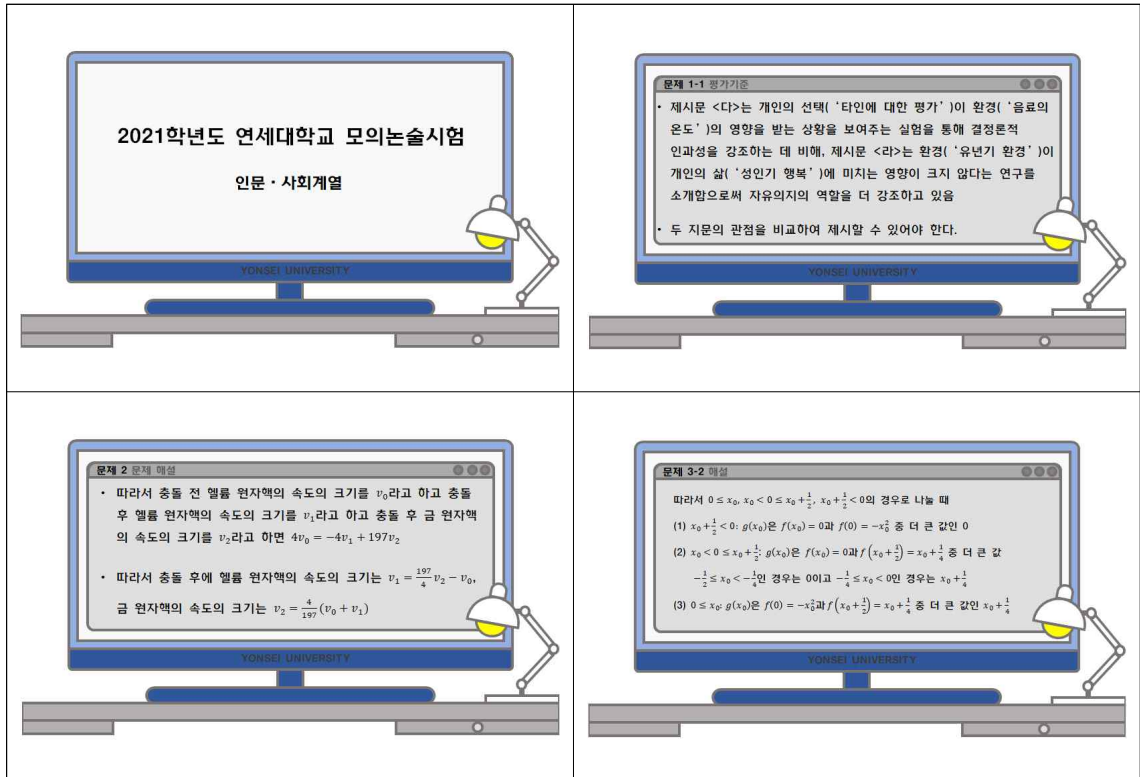 2021학년도 연세대학교 모의논술시험
인문·사회계열
YONSEI UNIVERSITY
문제 1-1 평가기준
• 제시문 <다>는 개인의 선택(‘타인에 대한 평가’)이 환경(‘음료의
온도’)의 영향을 받는 상황을 보여주는 실험을 통해 결정론적
인과성을 강조하는 데 비해, 제시문 <라>는 환경(‘유년기 환경’)이
개인의 삶(‘성인기 행복’)에 미치는 영향이 크지 않다는 연구를
소개함으로써 자유의지의 역할을 더 강조하고 있음
• 두 지문의 관점을 비교하여 제시할 수 있어야 한다.
YONSEI UNIVERSITY
문제 2 문제 해설
• 따라서 충돌 전 헬륨 원자핵의 속도의 크기를 v₀라고 하고 충돌
후 헬륨 원자핵의 속도의 크기를 v₁라고 하고 충돌 후 금 원자핵
의 속도의 크기를 v₂라고 하면 4v₀ = −4v₁ + 197v₂
• 따라서 충돌 후에 헬륨 원자핵의 속도의 크기는 v₁ = 197/4 v₂ − v₀,
금 원자핵의 속도의 크기는 v₂ = 4/197 (v₀ + v₁)
YONSEI UNIVERSITY
문제 3-2 해설
따라서 0 ≤ x₀, x₀ < 0 ≤ x₀ + 1/2, x₀ + 1/2 < 0의 경우로 나눌 때
(1) x₀ + 1/2 < 0: g(x₀)은 f(x₀) = 0과 f(0) = −x₀² 중 더 큰 값인 0
(2) x₀ < 0 ≤ x₀ + 1/2: g(x₀)은 f(x₀) = 0과 f(x₀ + 1/2) = x₀ + 1/4 중 더 큰 값
−1/2 ≤ x₀ < −1/4인 경우는 0이고 −1/4 ≤ x₀ < 0인 경우는 x₀ + 1/4
(3) 0 ≤ x₀: g(x₀)은 f(0) = −x₀²과 f(x₀ + 1/2) = x₀ + 1/4 중 더 큰 값인 x₀ + 1/4
YONSEI UNIVERSITY